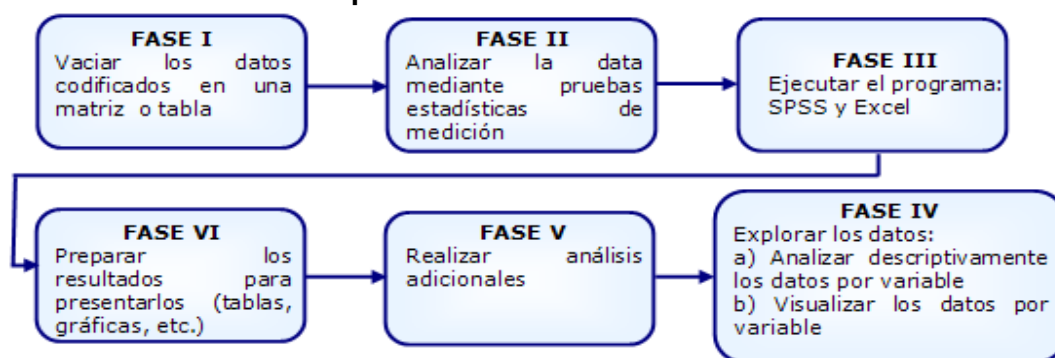 FASE I
Vaciar los datos
codificados en una
matriz o tabla
FASE II
Analizar la data
mediante pruebas
estadísticas de
medición
FASE III
Ejecutar el programa:
SPSS y Excel
FASE VI
Preparar los
resultados para
presentarlos (tablas,
gráficas, etc.)
FASE V
Realizar análisis
adicionales
FASE IV
Explorar los datos:
a) Analizar descriptivamente
los datos por variable
b) Visualizar los datos por
variable